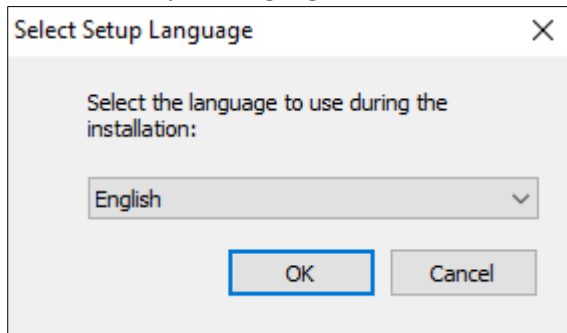 Select Setup Language
Select the language to use during the
installation:
English
OK
Cancel